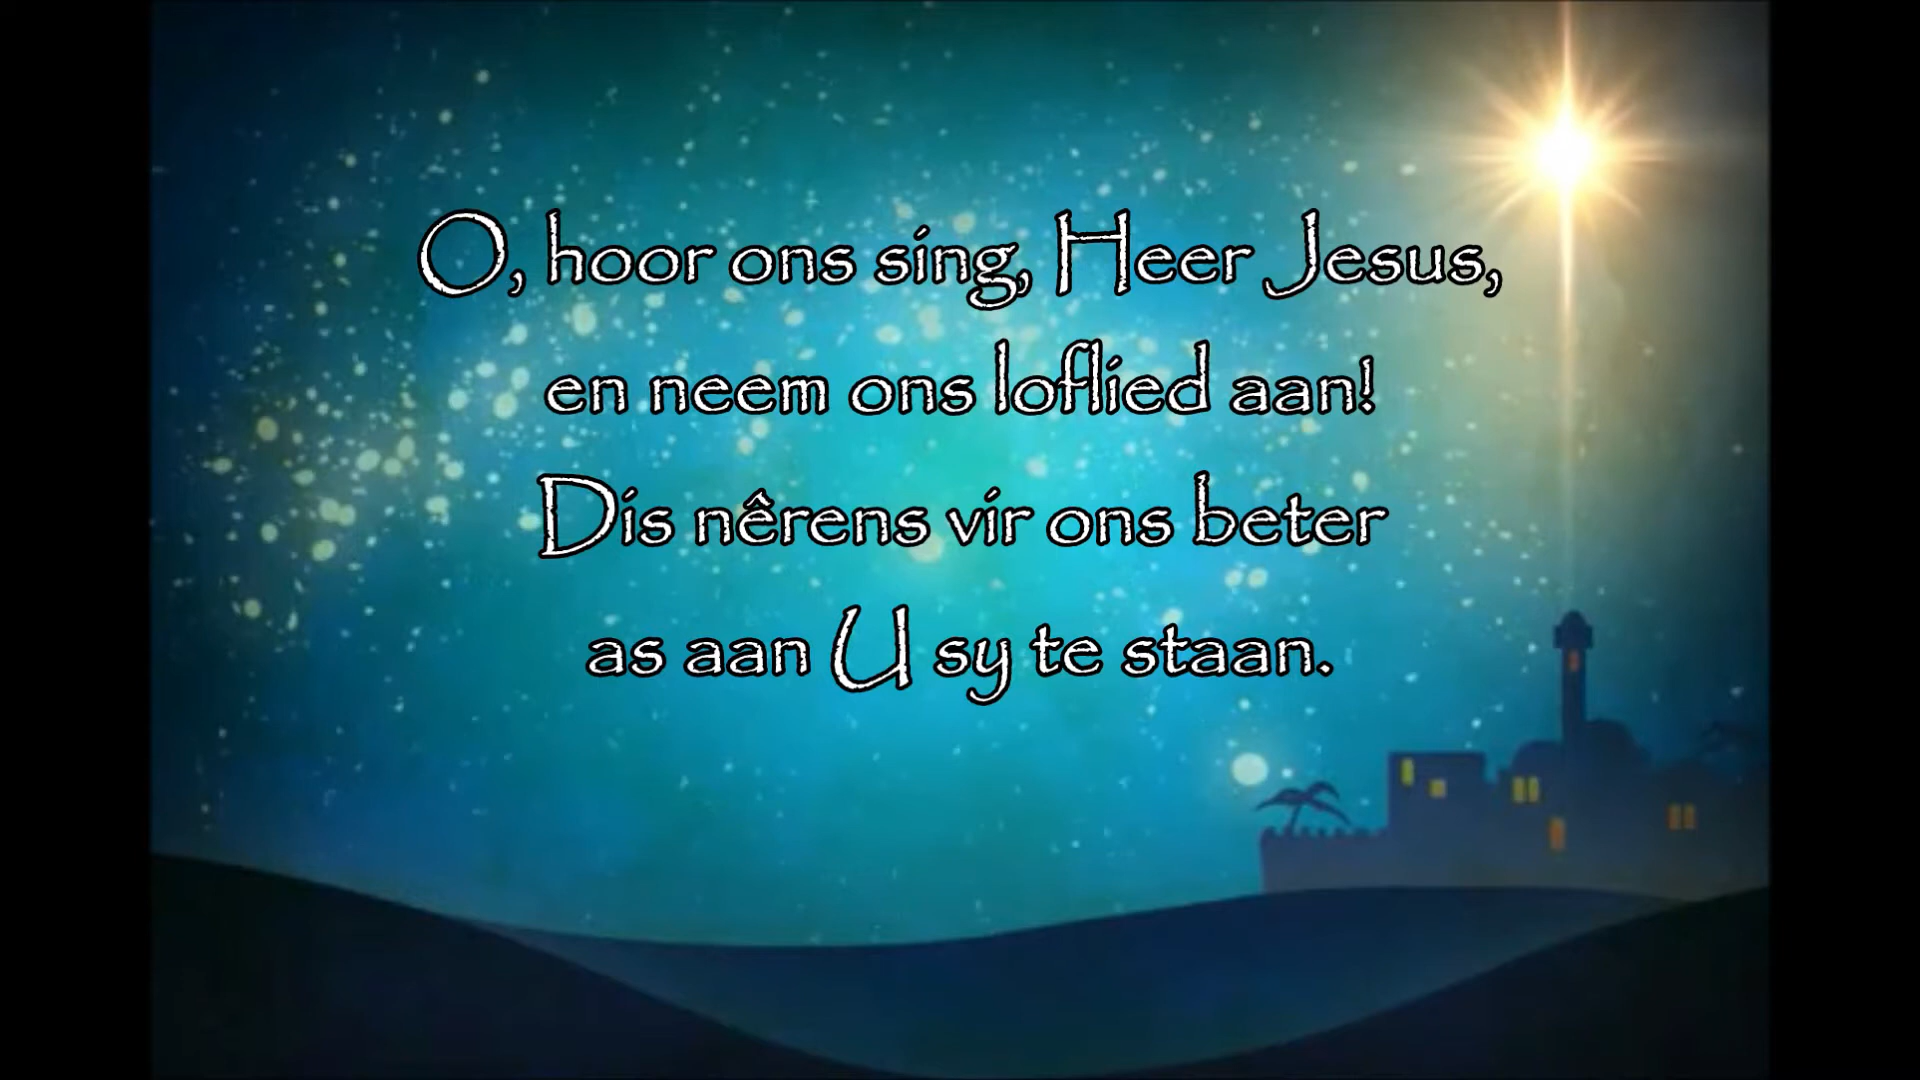 O, hoor ons sing, Heer Jesus,
en neem ons loflied aan!
Dis nêrens vir ons beter
as aan U sy te staan.